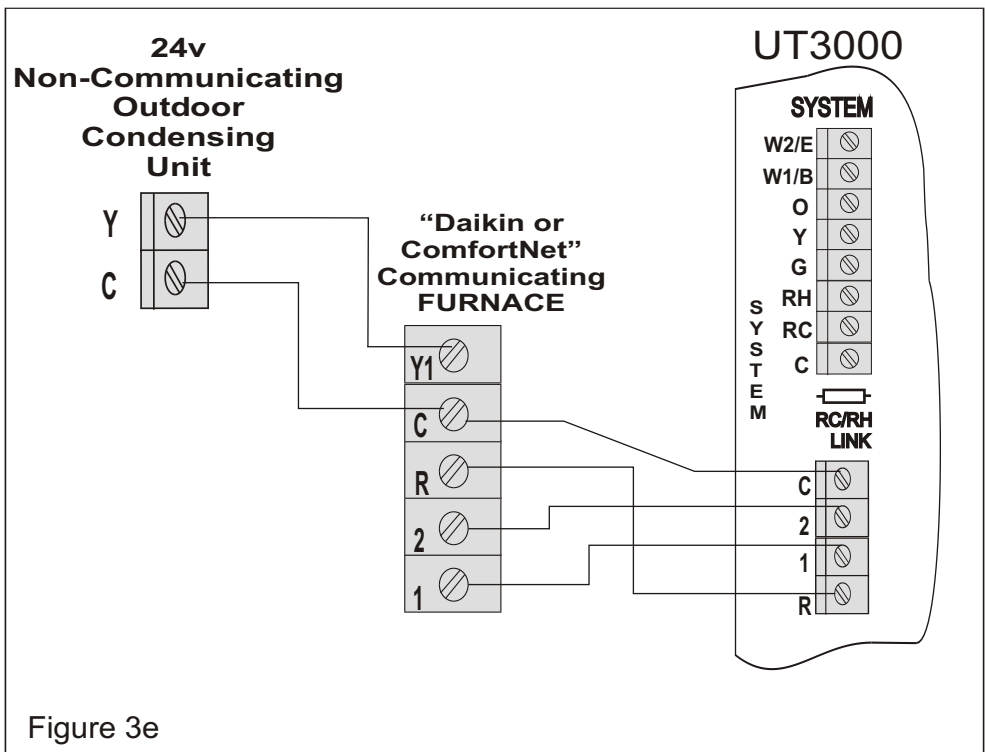 24v
Non-Communicating
Outdoor
Condensing
Unit
Y
C
“Daikin or
ComfortNet”
Communicating
FURNACE
Y1
C
R
2
1
UT3000
SYSTEM
W2/E
W1/B
O
Y
G
RH
RC
C
SYSTEM
RC/RH
LINK
C
2
1
R
Figure 3e